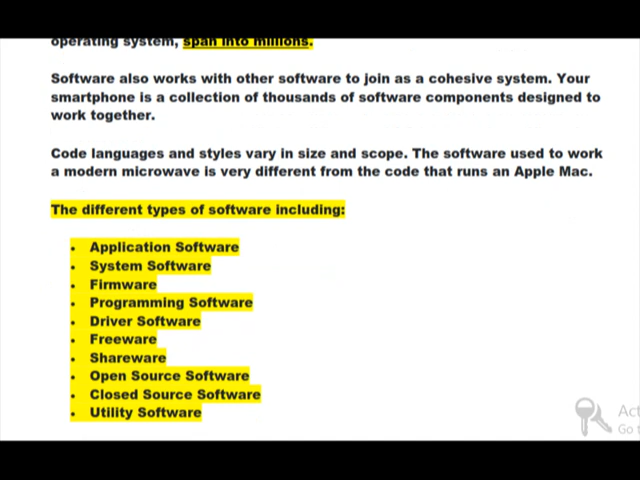 operating system, span into millions.
Software also works with other software to join as a cohesive system. Your
smartphone is a collection of thousands of software components designed to
work together.
Code languages and styles vary in size and scope. The software used to work
a modern microwave is very different from the code that runs an Apple Mac.
The different types of software including:
• Application Software
• System Software
• Firmware
• Programming Software
• Driver Software
• Freeware
• Shareware
• Open Source Software
• Closed Source Software
• Utility Software
Act
Go t